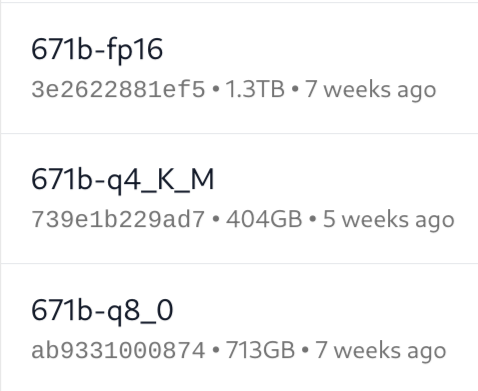 671b-fp16
3e2622881ef5 • 1.3TB • 7 weeks ago
671b-q4_K_M
739e1b229ad7 • 404GB • 5 weeks ago
671b-q8_0
ab9331000874 • 713GB • 7 weeks ago